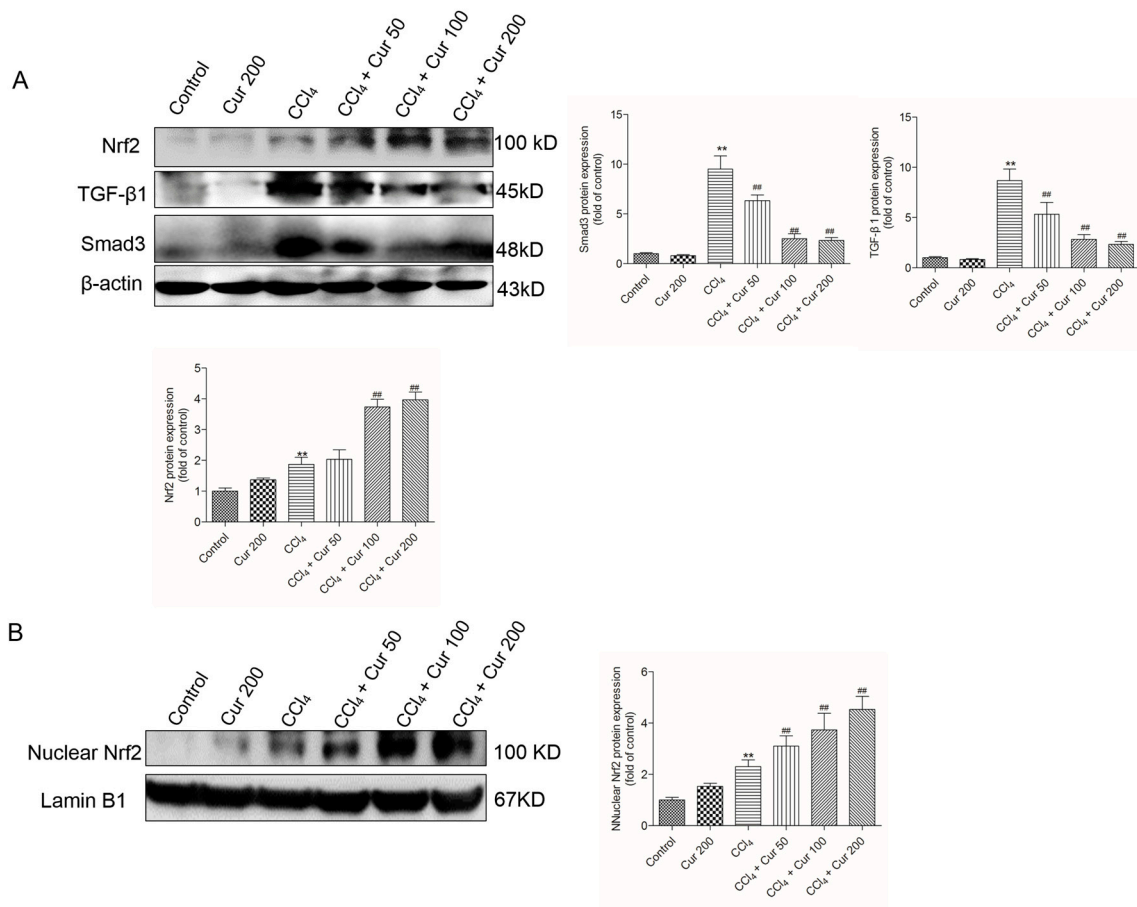 A
Control
Cur 200
CCl₄
CCl₄ + Cur 50
CCl₄ + Cur 100
CCl₄ + Cur 200
Nrf2
100 kD
TGF-β1
45kD
Smad3
48kD
β-actin
43kD
Smad3 protein expression
(fold of control)
15
10
5
0
**
##
##
##
Control
Cur 200
CCl₄
CCl₄ + Cur 50
CCl₄ + Cur 100
CCl₄ + Cur 200
TGF-β 1 protein expression
(fold of control)
15
10
5
0
**
##
##
##
Control
Cur 200
CCl₄
CCl₄ + Cur 50
CCl₄ + Cur 100
CCl₄ + Cur 200
Nrf2 protein expression
(fold of control)
5
4
3
2
1
0
**
##
##
Control
Cur 200
CCl₄
CCl₄ + Cur 50
CCl₄ + Cur 100
CCl₄ + Cur 200
B
Control
Cur 200
CCl₄
CCl₄ + Cur 50
CCl₄ + Cur 100
CCl₄ + Cur 200
Nuclear Nrf2
100 KD
Lamin B1
67KD
NNuclear Nrf2 protein expression
(fold of control)
6
4
2
0
**
##
##
##
Control
Cur 200
CCl₄
CCl₄ + Cur 50
CCl₄ + Cur 100
CCl₄ + Cur 200